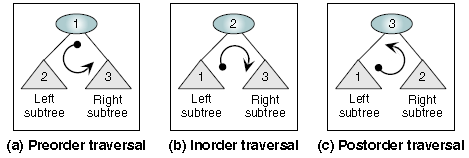 1
2
3
Left
subtree
Right
subtree
(a) Preorder traversal
2
1
3
Left
subtree
Right
subtree
(b) Inorder traversal
3
1
2
Left
subtree
Right
subtree
(c) Postorder traversal